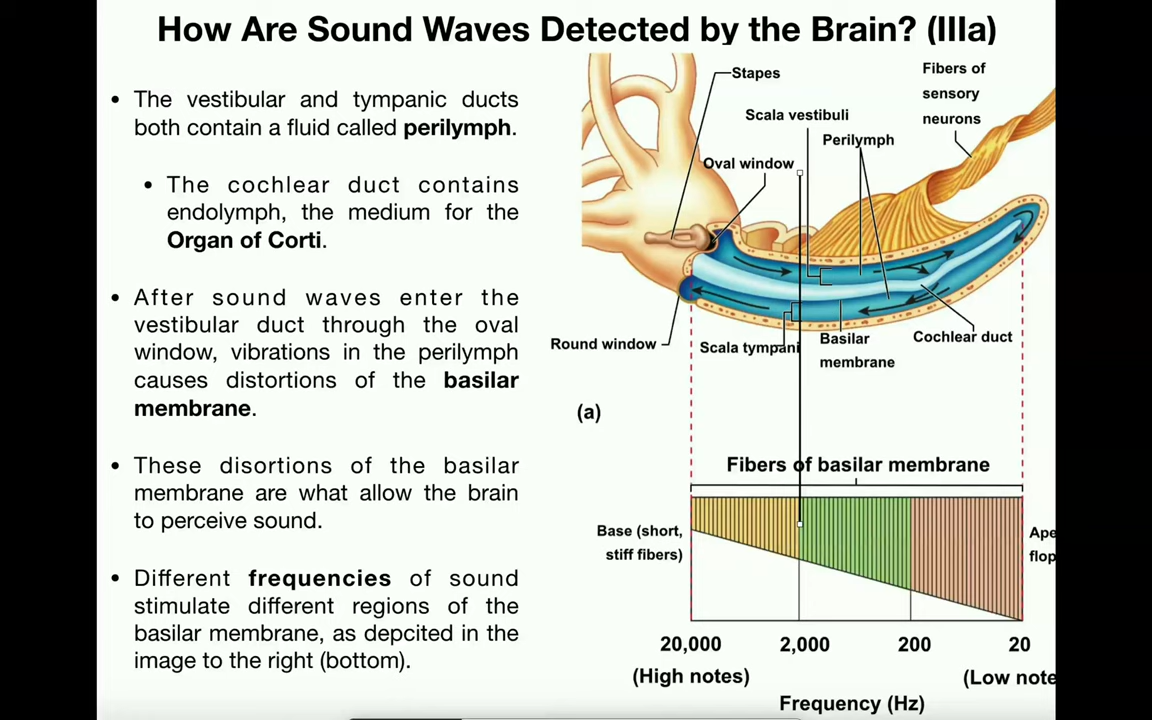 How Are Sound Waves Detected by the Brain? (IIIa)
• The vestibular and tympanic ducts
both contain a fluid called perilymph.
• The cochlear duct contains
endolymph, the medium for the
Organ of Corti.
• After sound waves enter the
vestibular duct through the oval
window, vibrations in the perilymph
causes distortions of the basilar
membrane.
• These disortions of the basilar
membrane are what allow the brain
to perceive sound.
• Different frequencies of sound
stimulate different regions of the
basilar membrane, as depcited in the
image to the right (bottom).
Stapes
Fibers of
sensory
neurons
Scala vestibuli
Perilymph
Oval window
Round window
Scala tympani
Basilar
membrane
Cochlear duct
(a)
Fibers of basilar membrane
Base (short,
stiff fibers)
Ape
flop
20,000
2,000
200
20
(High notes)
(Low note
Frequency (Hz)